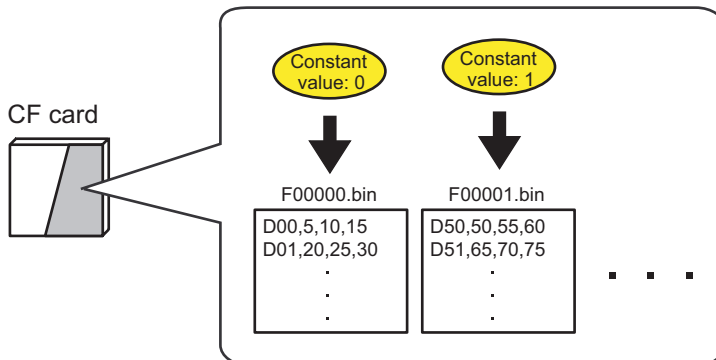 CF card
Constant
value: 0
Constant
value: 1
F00000.bin
F00001.bin
D00,5,10,15
D01,20,25,30
D50,50,55,60
D51,65,70,75